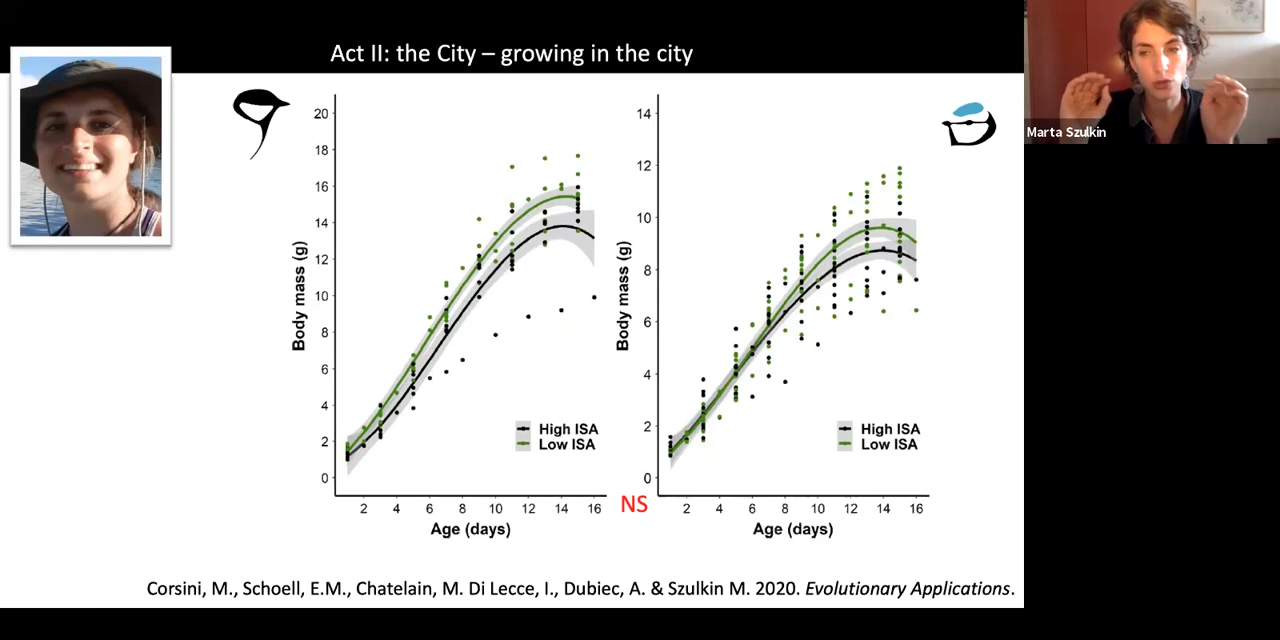 Act II: the City – growing in the city
Marta Szulkin
20
18
16
14
12
10
8
6
4
2
0
Body mass (g)
High ISA
Low ISA
2 4 6 8 10 12 14 16
Age (days)
14
12
10
8
6
4
2
0
Body mass (g)
High ISA
Low ISA
2 4 6 8 10 12 14 16
Age (days)
NS
Corsini, M., Schoell, E.M., Chatelain, M. Di Lecce, I., Dubiec, A. & Szulkin M. 2020. Evolutionary Applications.